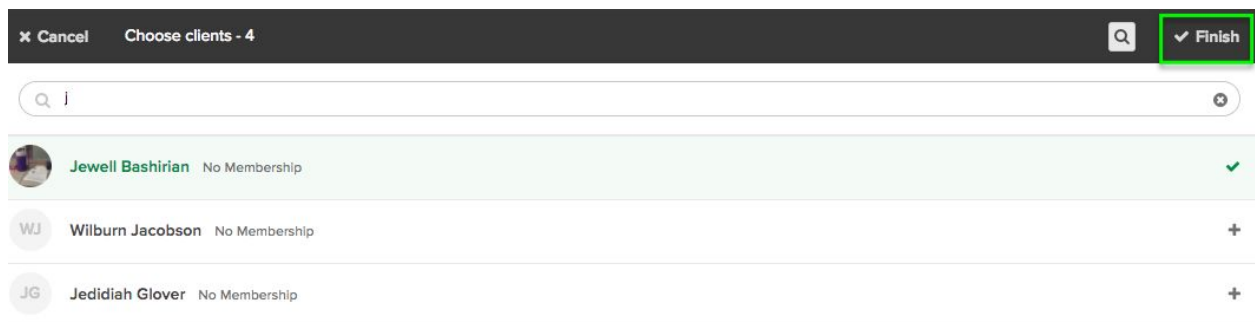 Cancel Choose clients - 4 Finish
j
Jewell Bashirian No Membership
WJ Wilburn Jacobson No Membership
JG Jedidiah Glover No Membership